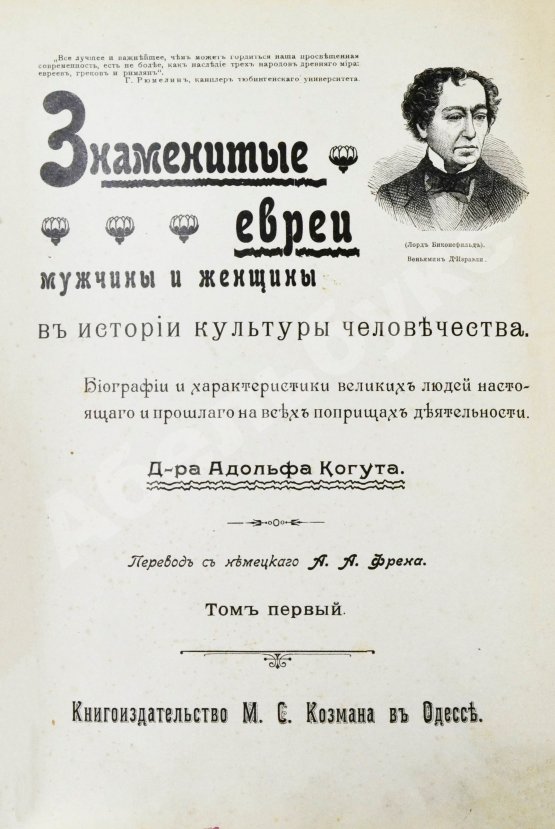 „Все лучшее и важнѣйшее, чѣмъ можетъ гордиться наша просвѣщенная
современность, есть не болѣе, какъ наслѣдіе трехъ народовъ древняго міра:
евреевъ, грековъ и римлянъ“.
Г. Рюмелинъ, канцлеръ тюбингенскаго университета.
Знаменитые
евреи
мужчины и женщины
(Лордъ Биконсфильдъ).
Веньяминъ Д'Израэли.
въ исторіи культуры человѣчества.
Біографіи и характеристики великихъ людей насто-
ящаго и прошлаго на всѣхъ поприщахъ дѣятельности.
Д-ра Адольфа Когута.
Переводъ съ нѣмецкаго А. А. Френа.
Томъ первый.
Книгоиздательство М. С. Козмана въ Одессѣ.